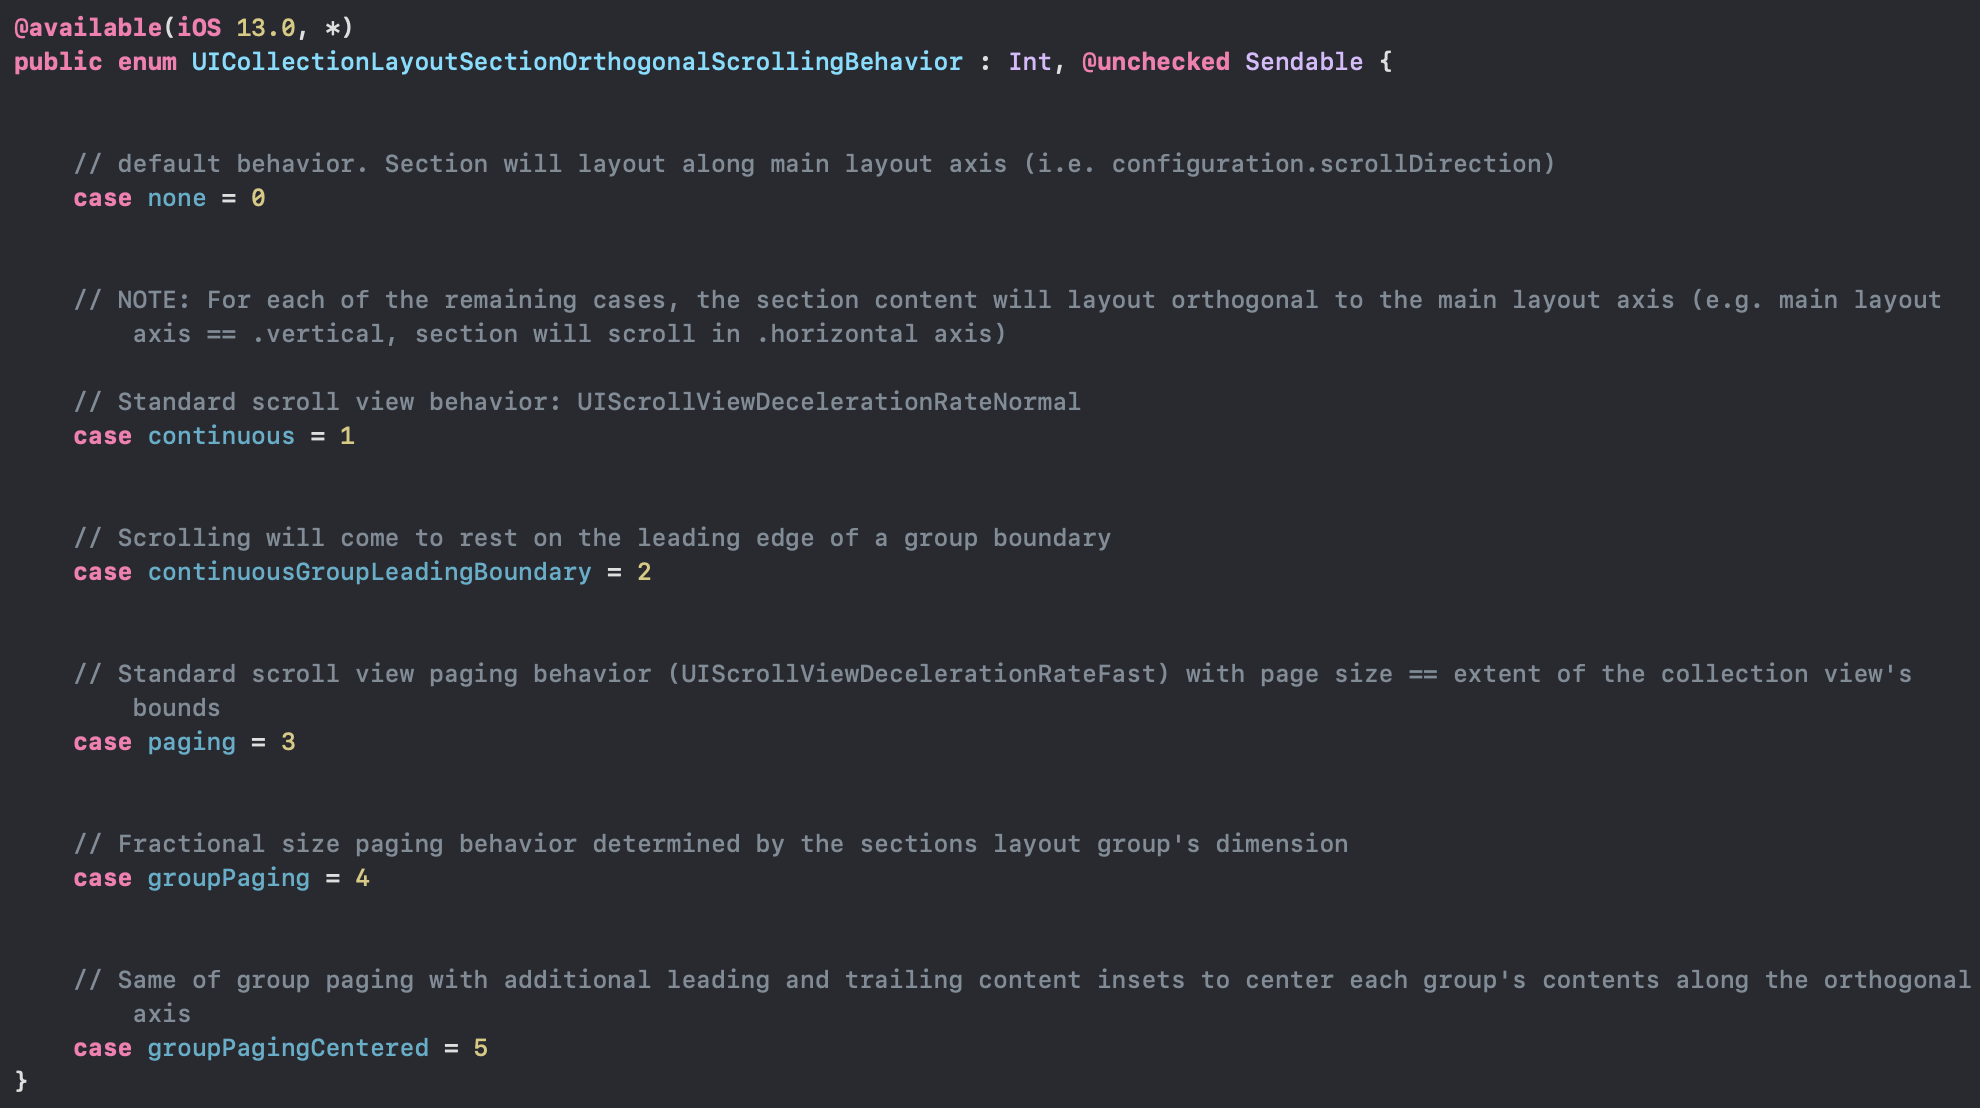 @available(iOS 13.0, *)
public enum UICollectionLayoutSectionOrthogonalScrollingBehavior : Int, @unchecked Sendable {
// default behavior. Section will layout along main layout axis (i.e. configuration.scrollDirection)
case none = 0
// NOTE: For each of the remaining cases, the section content will layout orthogonal to the main layout axis (e.g. main layout
axis == .vertical, section will scroll in .horizontal axis)
// Standard scroll view behavior: UIScrollViewDecelerationRateNormal
case continuous = 1
// Scrolling will come to rest on the leading edge of a group boundary
case continuousGroupLeadingBoundary = 2
// Standard scroll view paging behavior (UIScrollViewDecelerationRateFast) with page size == extent of the collection view's
bounds
case paging = 3
// Fractional size paging behavior determined by the sections layout group's dimension
case groupPaging = 4
// Same of group paging with additional leading and trailing content insets to center each group's contents along the orthogonal
axis
case groupPagingCentered = 5
}